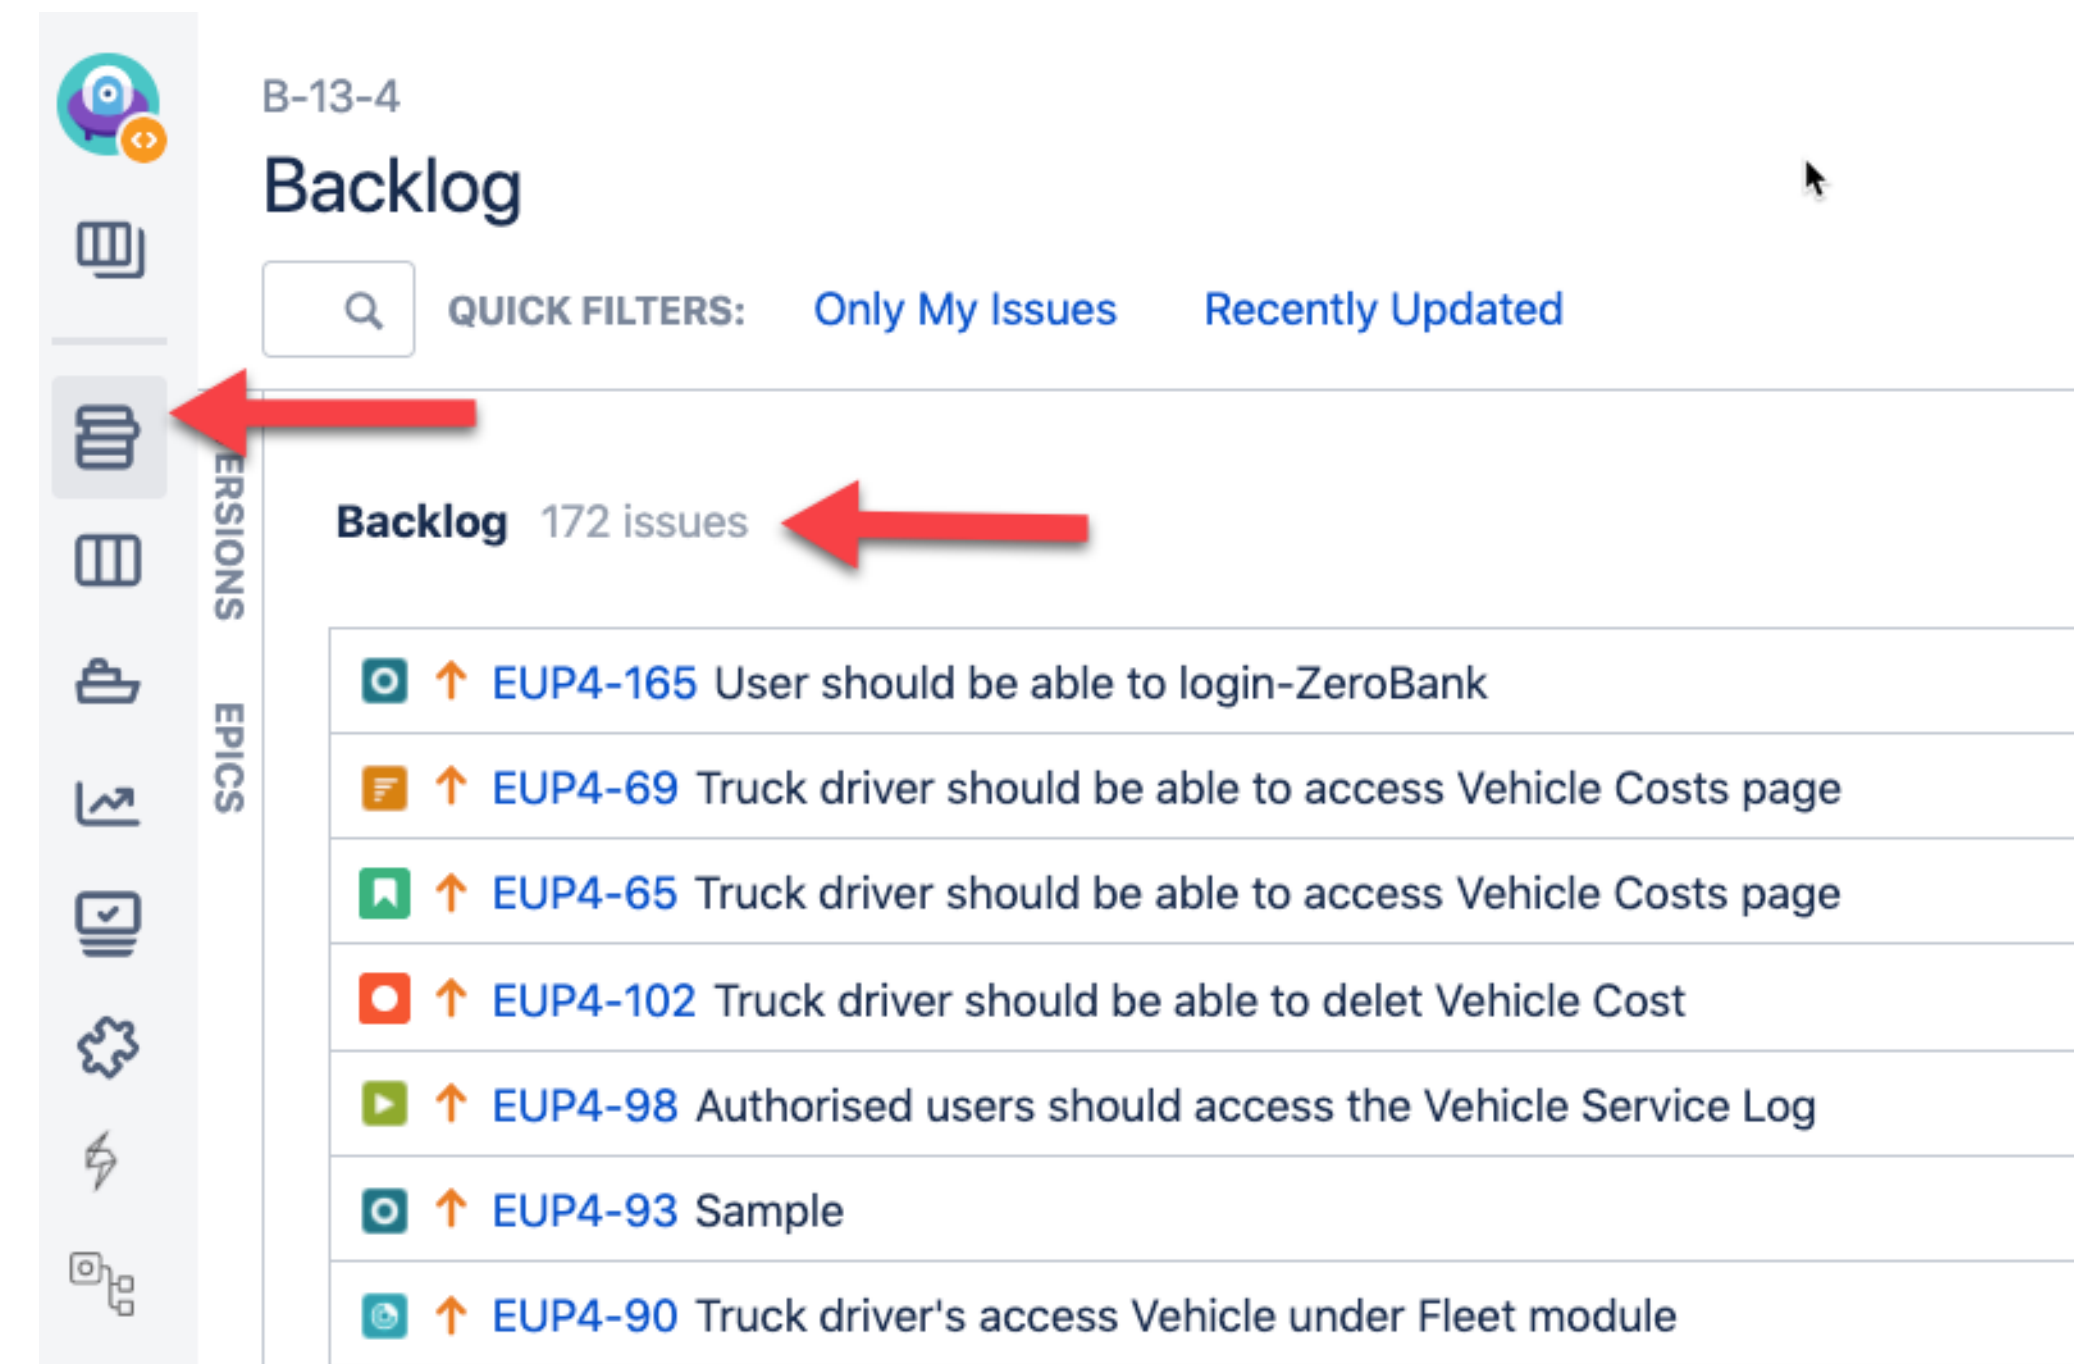 B-13-4
Backlog
QUICK FILTERS: Only My Issues Recently Updated
ERSIONS
EPICS
Backlog 172 issues
EUP4-165 User should be able to login-ZeroBank
EUP4-69 Truck driver should be able to access Vehicle Costs page
EUP4-65 Truck driver should be able to access Vehicle Costs page
EUP4-102 Truck driver should be able to delet Vehicle Cost
EUP4-98 Authorised users should access the Vehicle Service Log
EUP4-93 Sample
EUP4-90 Truck driver's access Vehicle under Fleet module